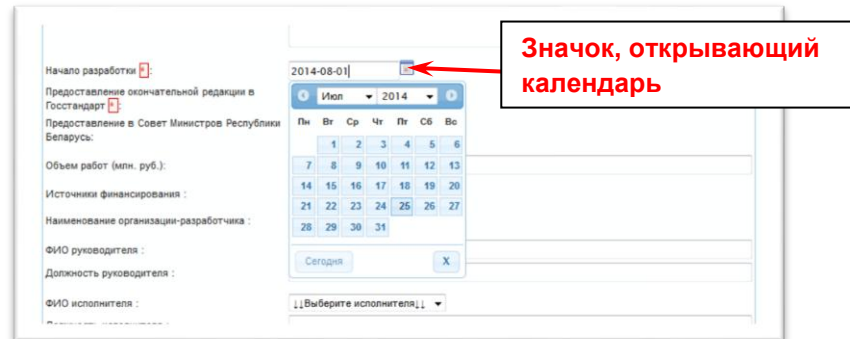 Значок, открывающий
календарь
Начало разработки *:
2014-08-01
Предоставление окончательной редакции в
Госстандарт *:
Предоставление в Совет Министров Республики
Беларусь:
Объем работ (млн. руб.):
Источники финансирования :
Наименование организации-разработчика :
ФИО руководителя :
Должность руководителя :
ФИО исполнителя :
↓↓Выберите исполнителя↓↓
Июл 2014
Пн Вт Ср Чт Пт Сб Вс
1 2 3 4 5 6
7 8 9 10 11 12 13
14 15 16 17 18 19 20
21 22 23 24 25 26 27
28 29 30 31
Сегодня X